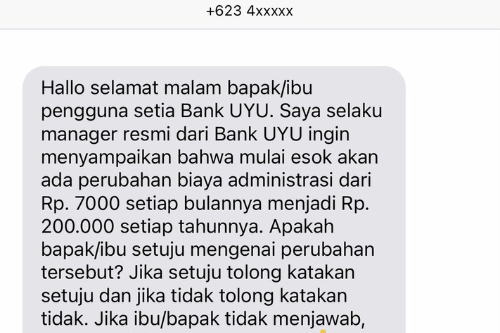 +623 4xxxxx
Hallo selamat malam bapak/ibu
pengguna setia Bank UYU. Saya selaku
manager resmi dari Bank UYU ingin
menyampaikan bahwa mulai esok akan
ada perubahan biaya administrasi dari
Rp. 7000 setiap bulannya menjadi Rp.
200.000 setiap tahunnya. Apakah
bapak/ibu setuju mengenai perubahan
tersebut? Jika setuju tolong katakan
setuju dan jika tidak tolong katakan
tidak. Jika ibu/bapak tidak menjawab,